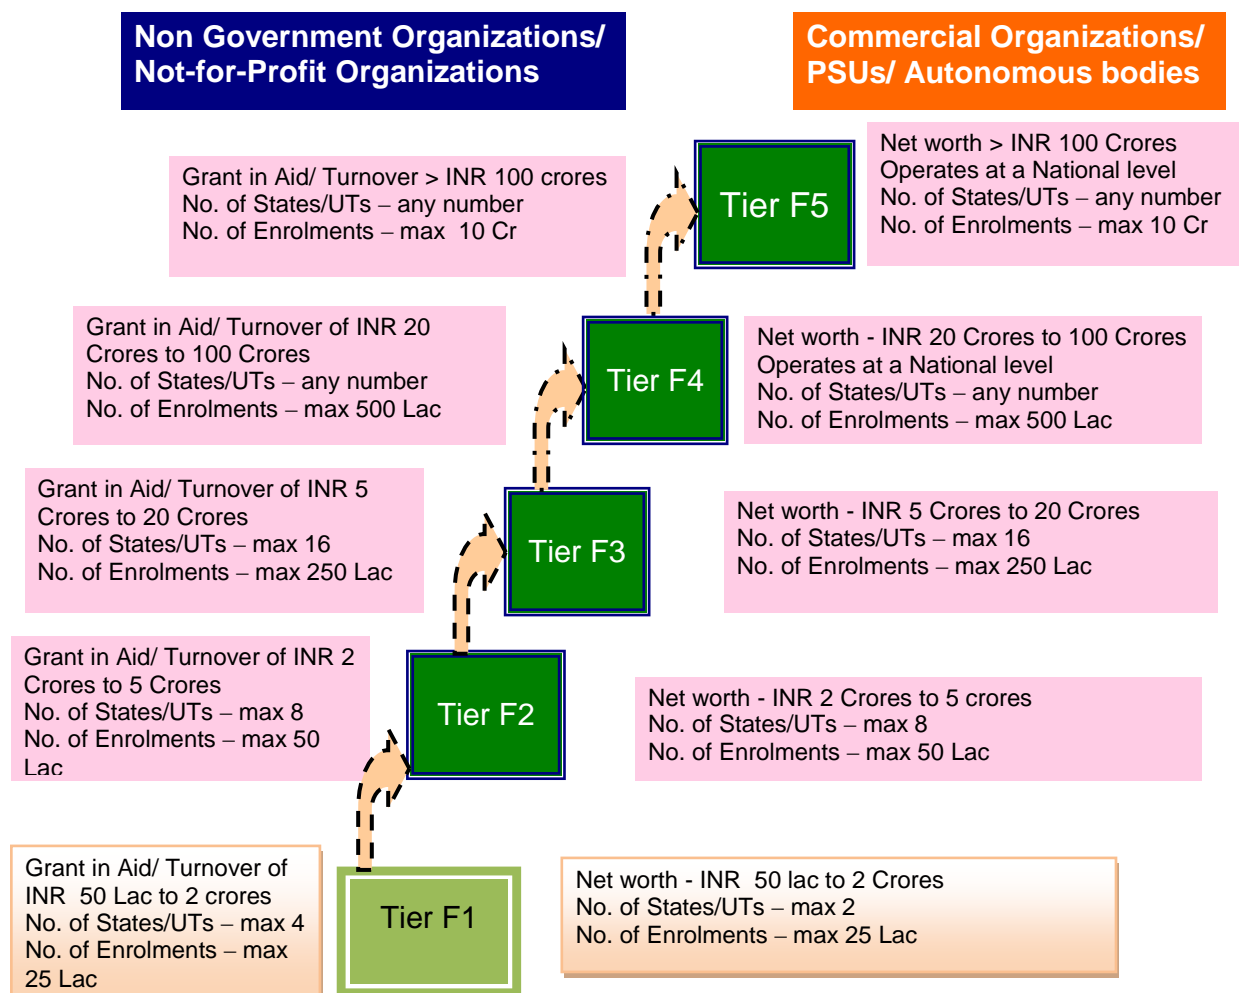 Non Government Organizations/
Not-for-Profit Organizations
Commercial Organizations/
PSUs/ Autonomous bodies
Grant in Aid/ Turnover > INR 100 crores
No. of States/UTs – any number
No. of Enrolments – max  10 Cr
Tier F5
Net worth > INR 100 Crores
Operates at a National level
No. of States/UTs – any number
No. of Enrolments – max 10 Cr
Grant in Aid/ Turnover of INR 20
Crores to 100 Crores
No. of States/UTs – any number
No. of Enrolments – max 500 Lac
Tier F4
Net worth - INR 20 Crores to 100 Crores
Operates at a National level
No. of States/UTs – any number
No. of Enrolments – max 500 Lac
Grant in Aid/ Turnover of INR 5
Crores to 20 Crores
No. of States/UTs – max 16
No. of Enrolments – max 250 Lac
Tier F3
Net worth - INR 5 Crores to 20 Crores
No. of States/UTs – max 16
No. of Enrolments – max 250 Lac
Grant in Aid/ Turnover of INR 2
Crores to 5 Crores
No. of States/UTs – max 8
No. of Enrolments – max 50
Lac
Tier F2
Net worth - INR 2 Crores to 5 crores
No. of States/UTs – max 8
No. of Enrolments – max 50 Lac
Grant in Aid/ Turnover of
INR  50 Lac to 2 crores
No. of States/UTs – max 4
No. of Enrolments – max
25 Lac
Tier F1
Net worth - INR  50 lac to 2 Crores
No. of States/UTs – max 2
No. of Enrolments – max 25 Lac